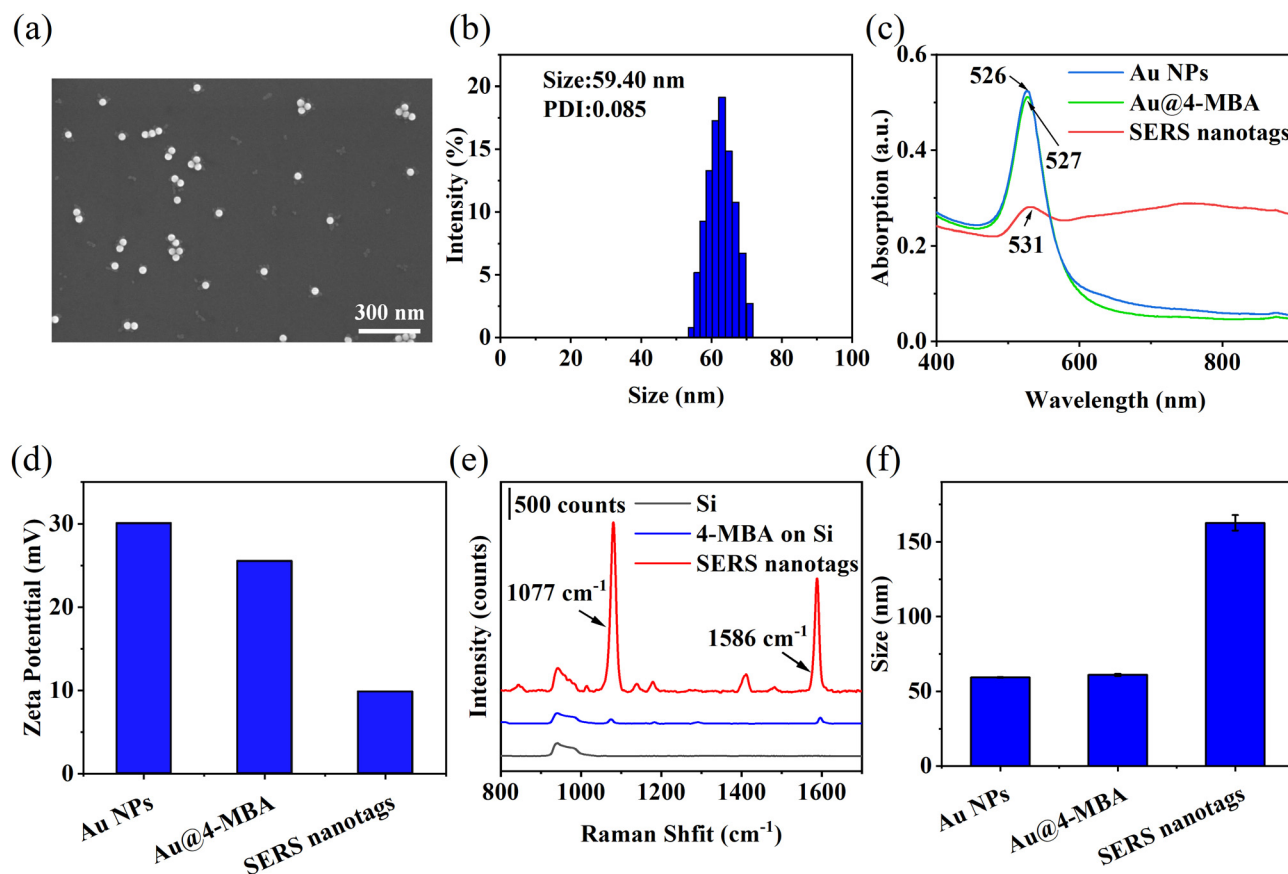 (a)
300 nm
(b)
Size:59.40 nm
PDI:0.085
Intensity (%)
20
15
10
5
0
0 20 40 60 80 100
Size (nm)
(c)
526
527
531
Au NPs
Au@4-MBA
SERS nanotags
Absorption (a.u.)
0.6
0.4
0.2
0.0
400 600 800
Wavelength (nm)
(d)
Zeta Potenttial (mV)
30
20
10
0
Au NPs
Au@4-MBA
SERS nanotags
(e)
500 counts
Si
4-MBA on Si
SERS nanotags
1077 cm⁻¹
1586 cm⁻¹
Intensity (counts)
800 1000 1200 1400 1600
Raman Shfit (cm⁻¹)
(f)
Size (nm)
150
100
50
0
Au NPs
Au@4-MBA
SERS nanotags